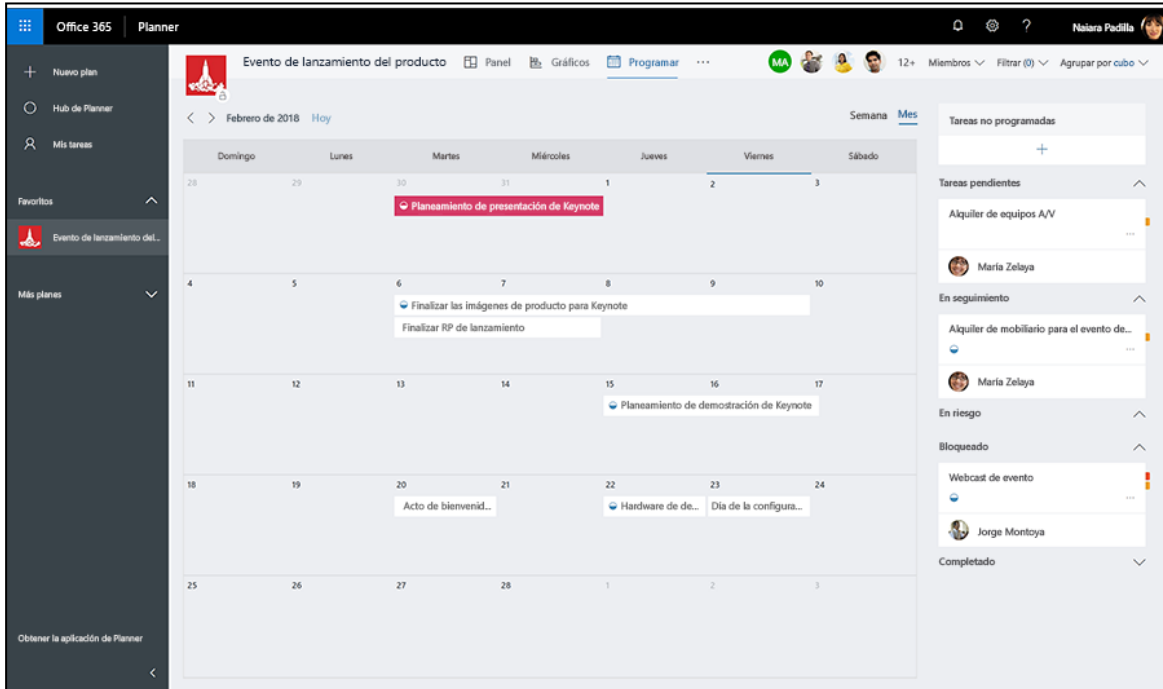 Office 365 Planner
Naiara Padilla
Nuevo plan
Hub de Planner
Mis tareas
Favoritos
Evento de lanzamiento del...
Más planes
Obtener la aplicación de Planner
Evento de lanzamiento del producto Panel Gráficos Programar ... MA 12+ Miembros Filtrar (0) Agrupar por cubo
Febrero de 2018 Hoy Semana Mes
Domingo Lunes Martes Miércoles Jueves Viernes Sábado
28 29 30 31 1 2 3
Planeamiento de presentación de Keynote
4 5 6 7 8 9 10
Finalizar las imágenes de producto para Keynote
Finalizar RP de lanzamiento
11 12 13 14 15 16 17
Planeamiento de demostración de Keynote
18 19 20 21 22 23 24
Acto de bienvenid... Hardware de de... Día de la configura...
25 26 27 28 1 2 3
Tareas no programadas
Tareas pendientes
Alquiler de equipos A/V
María Zelaya
En seguimiento
Alquiler de mobiliario para el evento de...
María Zelaya
En riesgo
Bloqueado
Webcast de evento
Jorge Montoya
Completado